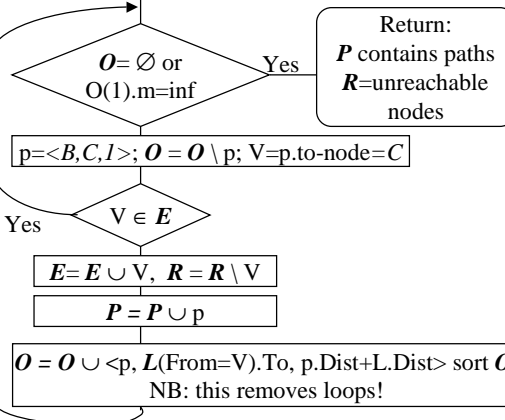 O= ∅ or
O(1).m=inf
Yes
Return:
P contains paths
R=unreachable
nodes
p=<B,C,1>; O = O \ p; V=p.to-node=C
Yes
V ∈ E
E= E ∪ V, R = R \ V
P = P ∪ p
O = O ∪ <p, L(From=V).To, p.Dist+L.Dist> sort O
NB: this removes loops!